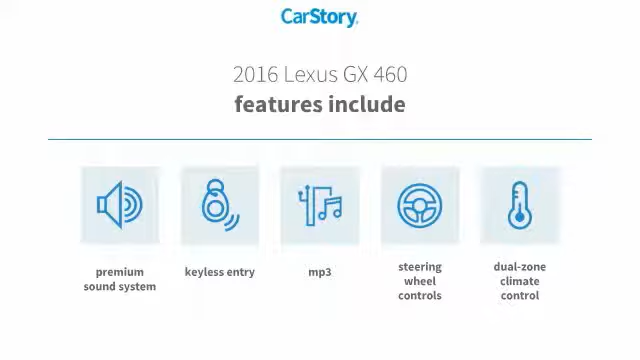 CarStory.
2016 Lexus GX 460
features include
premium
sound system
keyless entry
mp3
steering
wheel
controls
dual-zone
climate
control